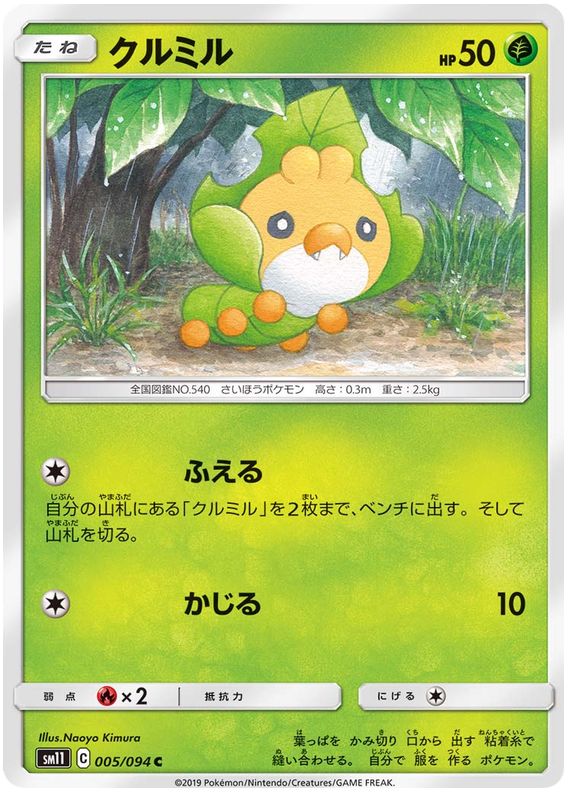 たね クルミル HP50
全国図鑑NO.540 さいほうポケモン 高さ:0.3m 重さ:2.5kg
ふえる
自分の山札にある「クルミル」を2枚まで、ベンチに出す。そして
山札を切る。
かじる 10
弱点 ×2 抵抗力 にげる
Illus.Naoyo Kimura
SM11 C 005/094 C
葉っぱを かみ切り 口から 出す 粘着糸で
縫い合わせる。自分で 服を 作る ポケモン。
©2019 Pokémon/Nintendo/Creatures/GAME FREAK.